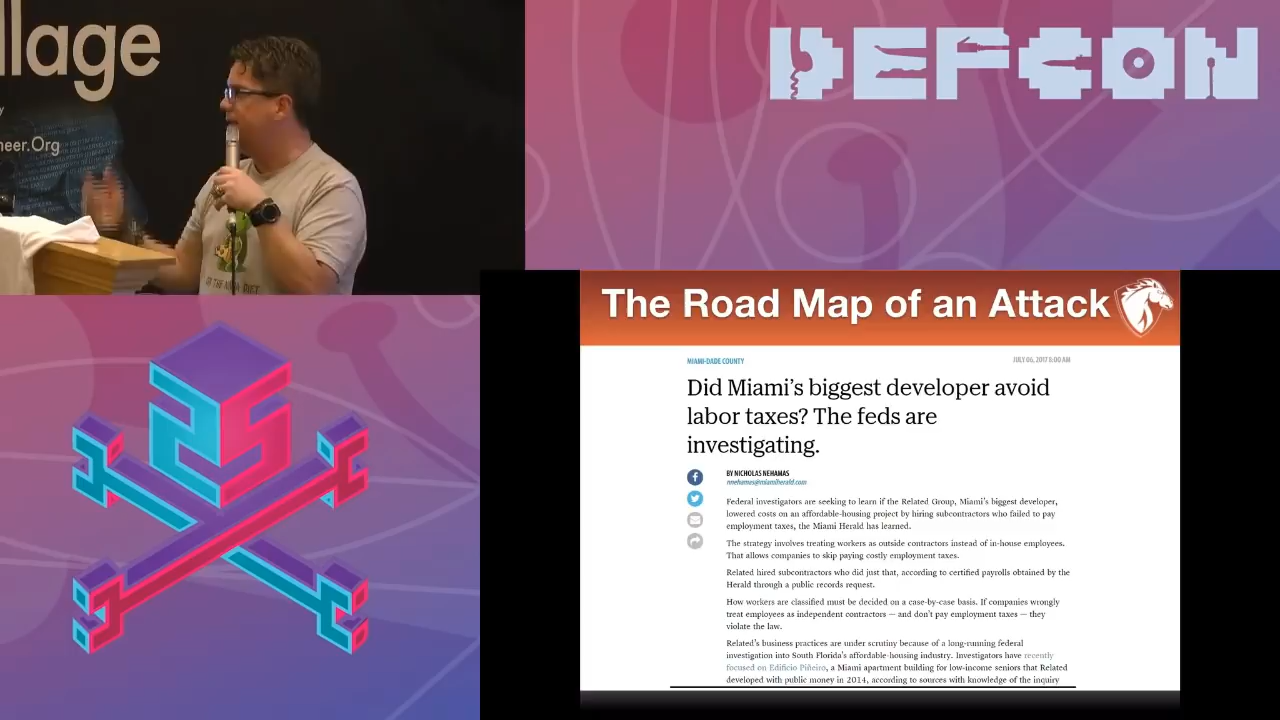 llage
y
neer.Org
DEFCON
The Road Map of an Attack
MIAMI-DADE COUNTY
JULY 06, 2017 8:00 AM
Did Miami's biggest developer avoid
labor taxes? The feds are
investigating.
BY NICHOLAS NEHAMAS
nnehamas@miamiherald.com
Federal investigators are seeking to learn if the Related Group, Miami's biggest developer,
lowered costs on an affordable-housing project by hiring subcontractors who failed to pay
employment taxes, the Miami Herald has learned.
The strategy involves treating workers as outside contractors instead of in-house employees.
That allows companies to skip paying costly employment taxes.
Related hired subcontractors who did just that, according to certified payrolls obtained by the
Herald through a public records request.
How workers are classified must be decided on a case-by-case basis. If companies wrongly
treat employees as independent contractors — and don't pay employment taxes — they
violate the law.
Related's business practices are under scrutiny because of a long-running federal
investigation into South Florida's affordable-housing industry. Investigators have recently
focused on Edificio Piñeiro, a Miami apartment building for low-income seniors that Related
developed with public money in 2014, according to sources with knowledge of the inquiry